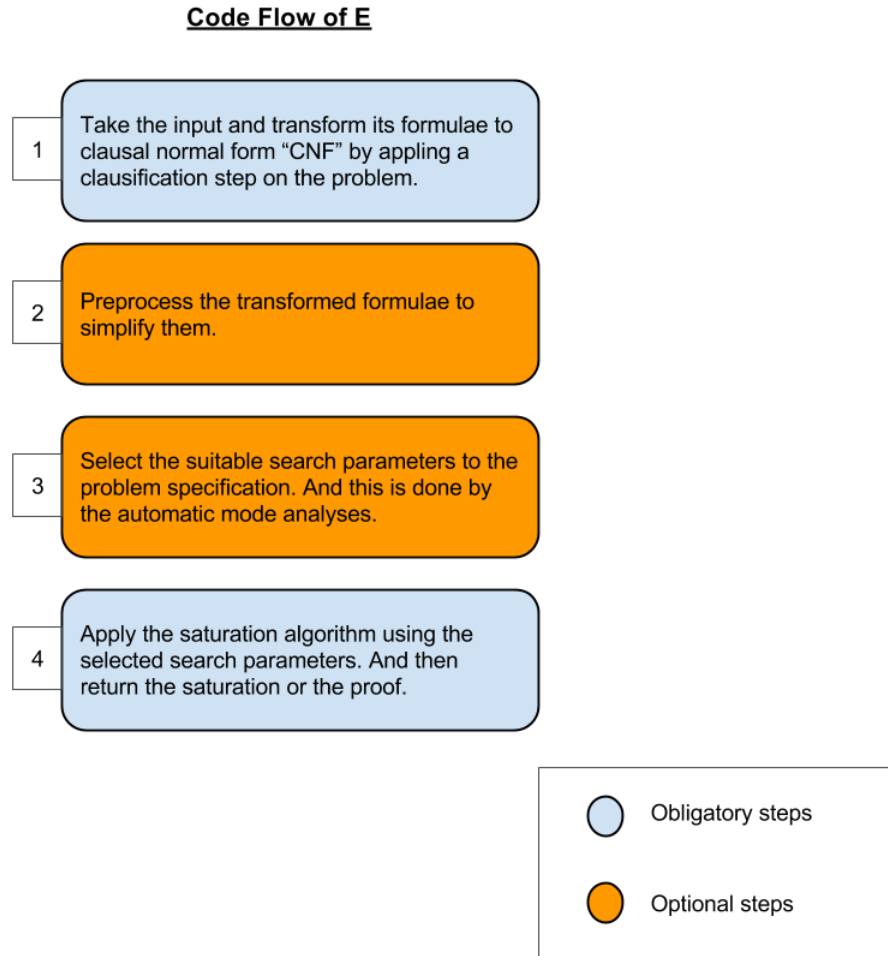 Code Flow of E
1
Take the input and transform its formulae to
clausal normal form “CNF” by appling a
clausification step on the problem.
2
Preprocess the transformed formulae to
simplify them.
3
Select the suitable search parameters to the
problem specification. And this is done by
the automatic mode analyses.
4
Apply the saturation algorithm using the
selected search parameters. And then
return the saturation or the proof.
Obligatory steps
Optional steps